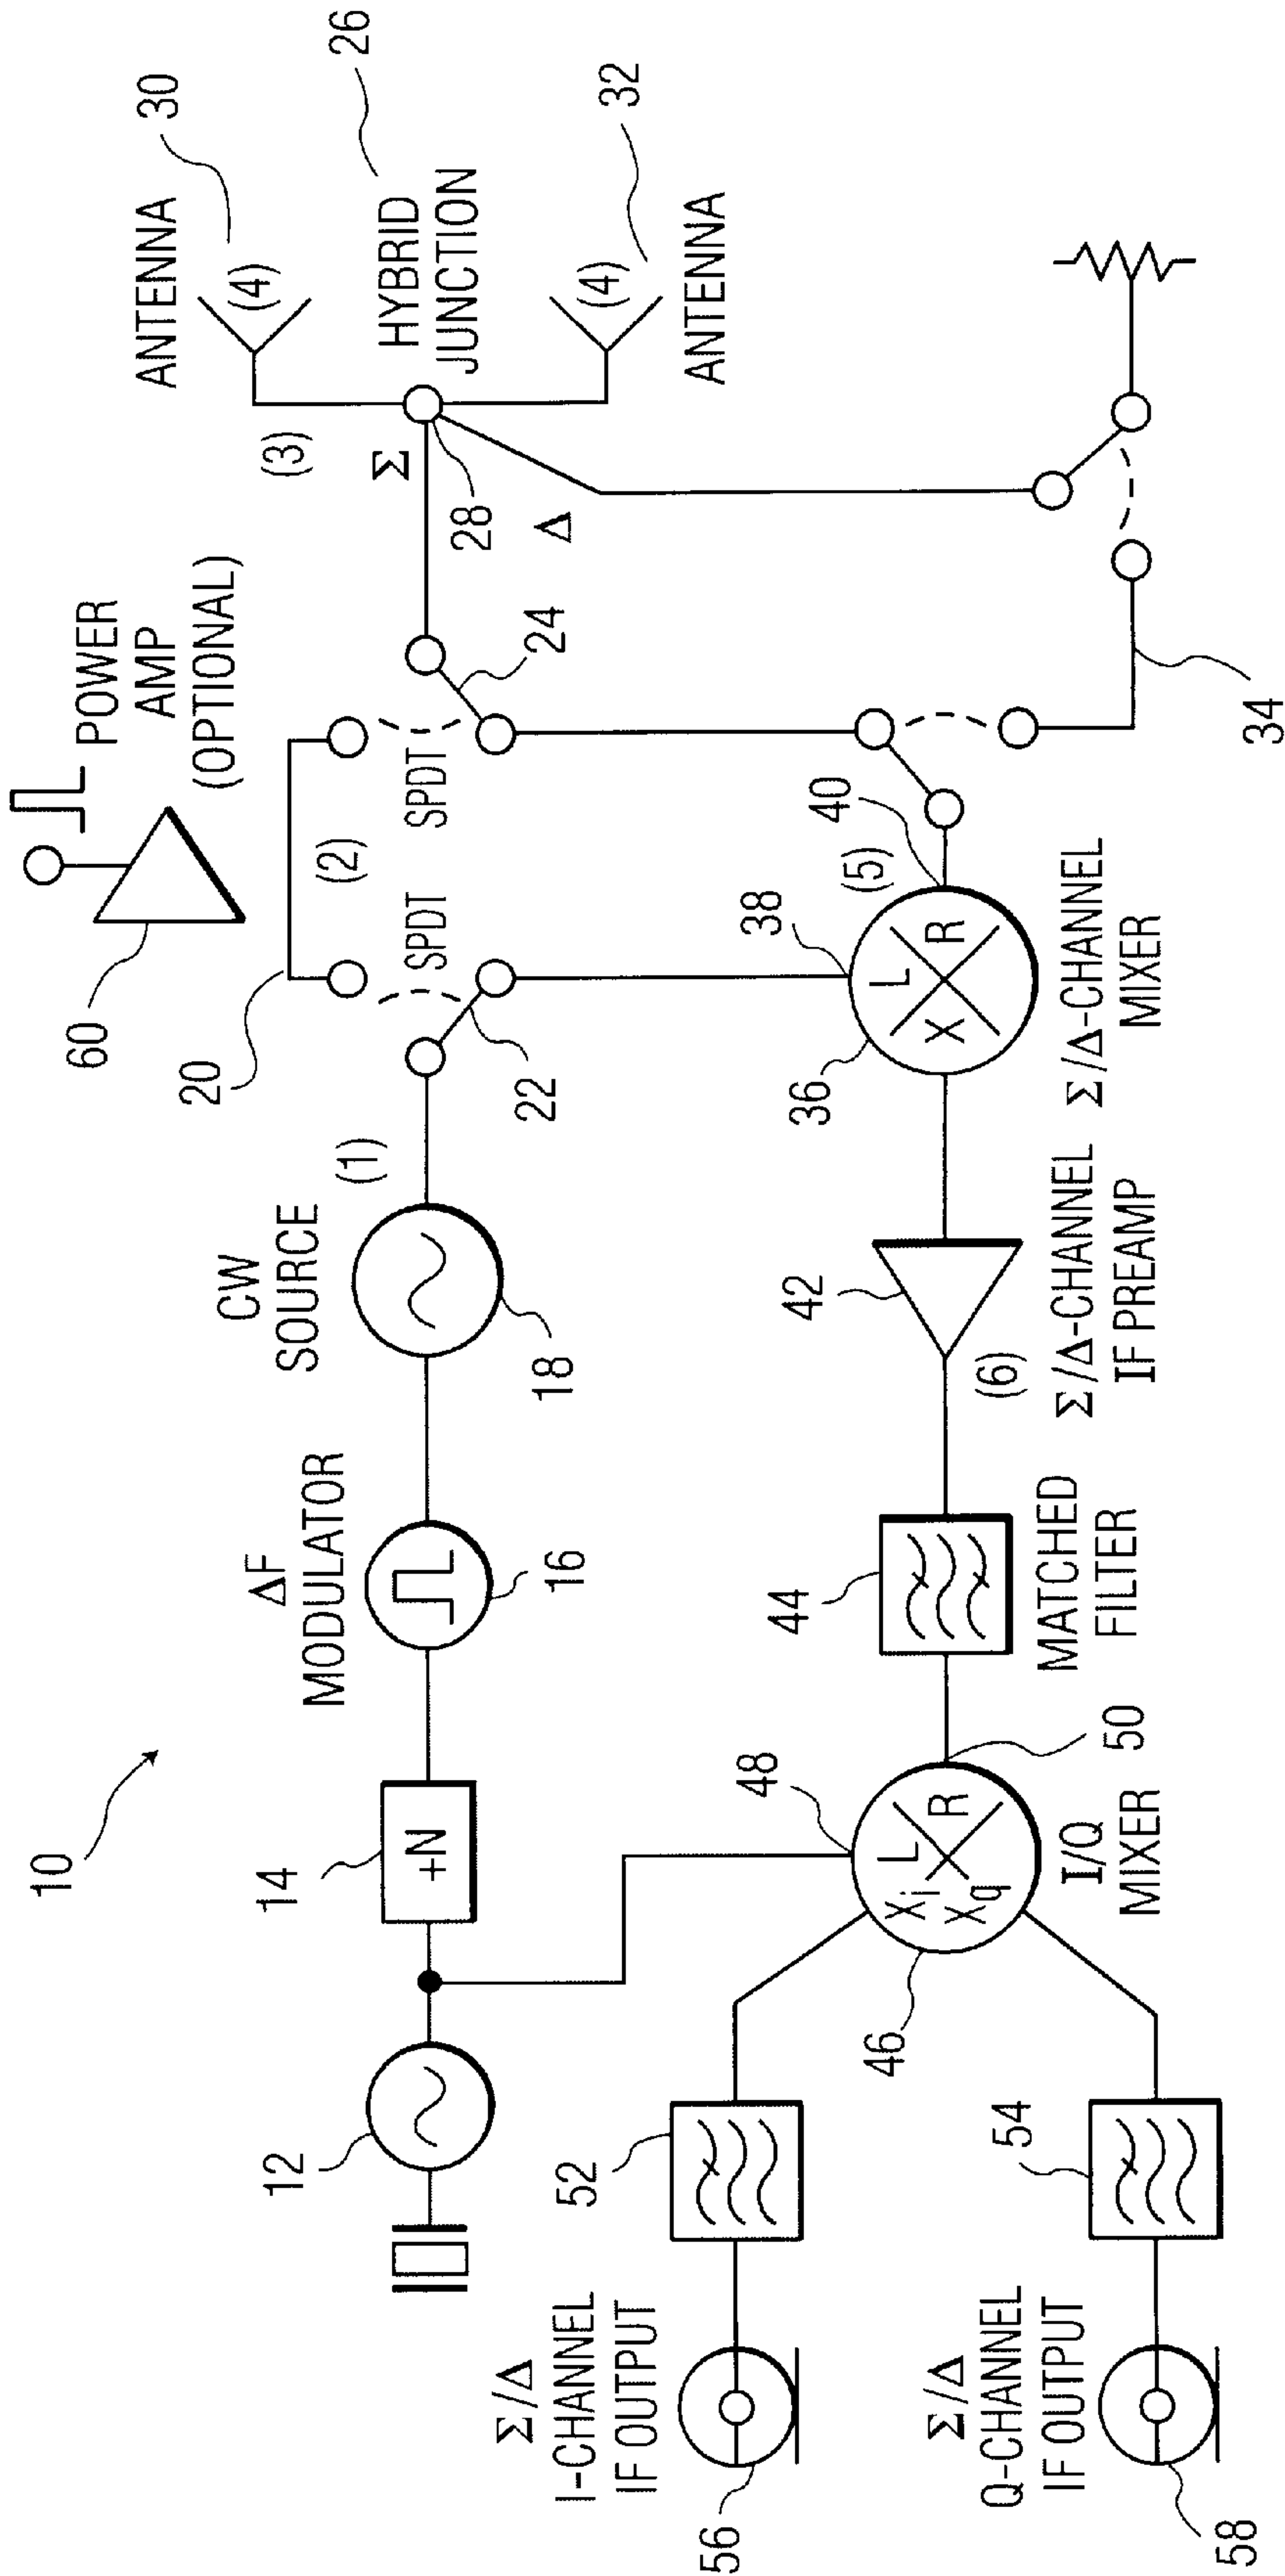 10
12
14
+N
ΔF
MODULATOR
16
CW
SOURCE
18
(1)
20
22
SPDT
(2)
SPDT
24
60
POWER
AMP
(OPTIONAL)
ANTENNA
30
(4)
(3)
Σ
28
Δ
HYBRID
JUNCTION
26
(4)
32
ANTENNA
34
40
(5)
38
L
X R
36
Σ/Δ-CHANNEL
MIXER
42
(6)
Σ/Δ-CHANNEL
IF PREAMP
44
MATCHED
FILTER
50
48
L
Xi R
Xq
46
I/Q
MIXER
52
54
Σ/Δ
I-CHANNEL
IF OUTPUT
56
Σ/Δ
Q-CHANNEL
IF OUTPUT
58